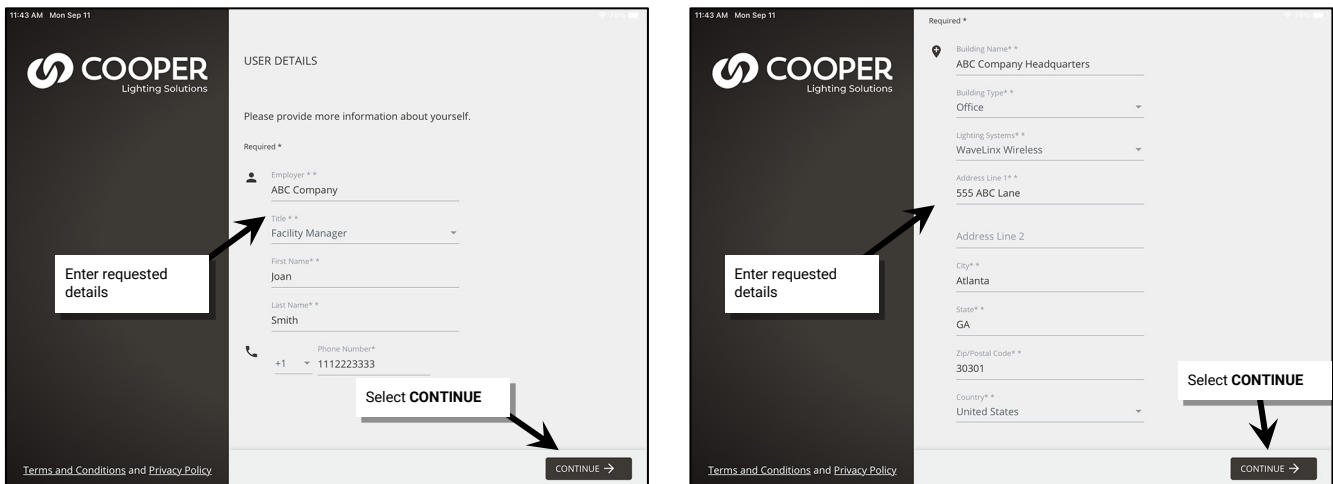 11:43 AM Mon Sep 11
COOPER
Lighting Solutions
USER DETAILS
Please provide more information about yourself.
Required *
Employer * *
ABC Company
Title * *
Facility Manager
Enter requested
details
First Name* *
Joan
Last Name* *
Smith
Phone Number*
+1 1112223333
Select CONTINUE
Terms and Conditions and Privacy Policy
CONTINUE →
11:43 AM Mon Sep 11
COOPER
Lighting Solutions
Required *
Building Name* *
ABC Company Headquarters
Building Type* *
Office
Lighting Systems* *
WaveLinx Wireless
Address Line 1* *
555 ABC Lane
Address Line 2
Enter requested
details
City* *
Atlanta
State* *
GA
Zip/Postal Code* *
30301
Select CONTINUE
Country* *
United States
Terms and Conditions and Privacy Policy
CONTINUE →